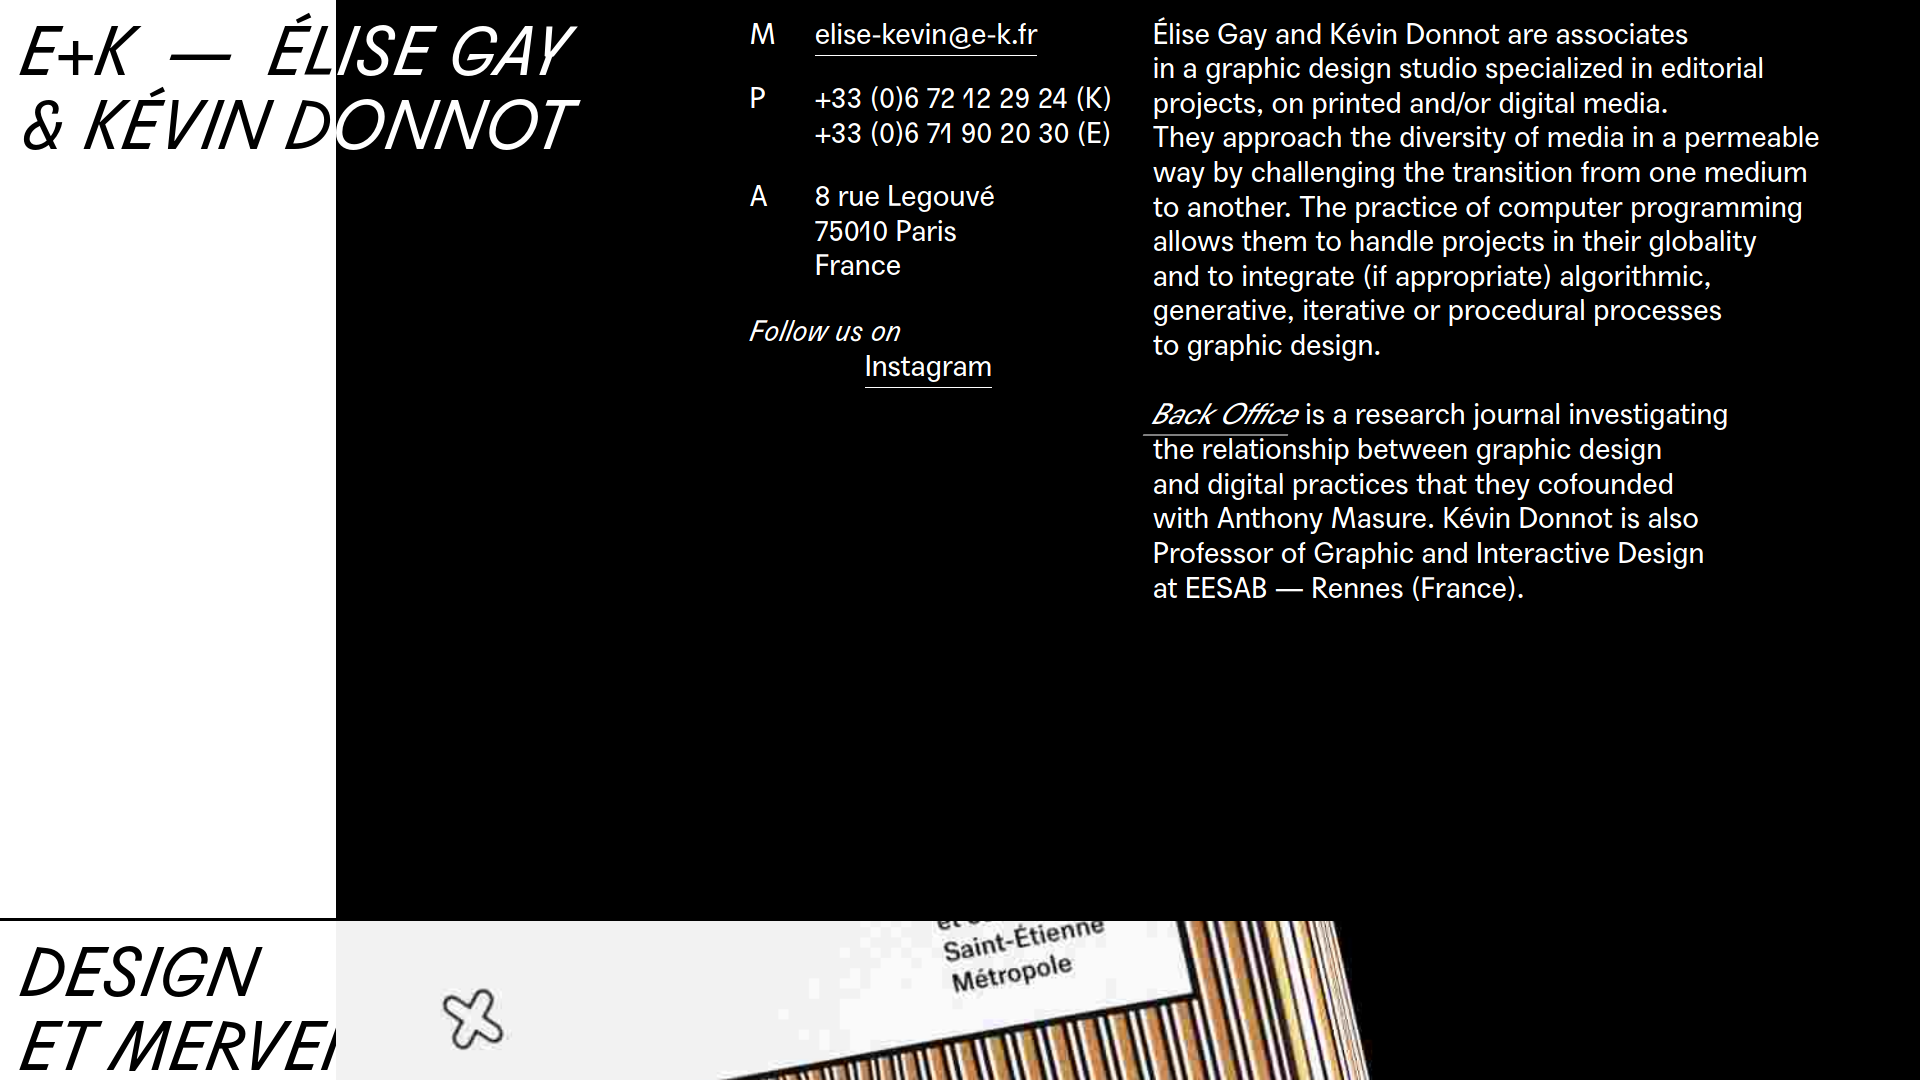 E+K — ÉLISE GAY
& KÉVIN DONNOT
M elise-kevin@e-k.fr
P +33 (0)6 72 12 29 24 (K)
+33 (0)6 71 90 20 30 (E)
A 8 rue Legouvé
75010 Paris
France
Follow us on
Instagram
Élise Gay and Kévin Donnot are associates
in a graphic design studio specialized in editorial
projects, on printed and/or digital media.
They approach the diversity of media in a permeable
way by challenging the transition from one medium
to another. The practice of computer programming
allows them to handle projects in their globality
and to integrate (if appropriate) algorithmic,
generative, iterative or procedural processes
to graphic design.
Back Office is a research journal investigating
the relationship between graphic design
and digital practices that they cofounded
with Anthony Masure. Kévin Donnot is also
Professor of Graphic and Interactive Design
at EESAB — Rennes (France).
DESIGN
ET
Saint-Étienne
Métropole